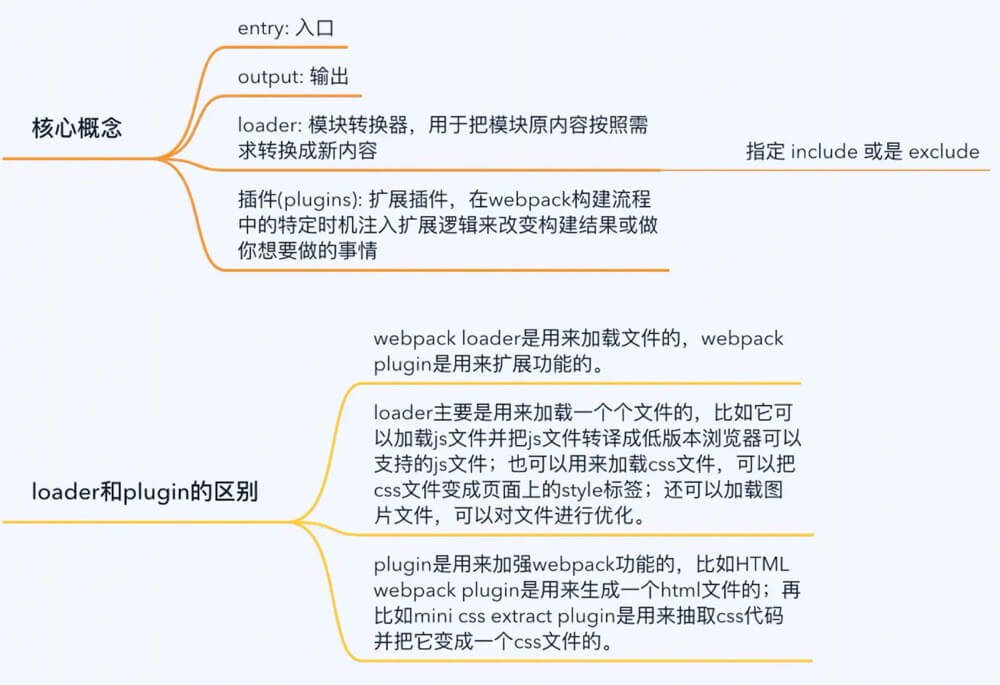 核心概念
entry: 入口
output: 输出
loader: 模块转换器，用于把模块原内容按照需
求转换成新内容
指定 include 或是 exclude
插件(plugins): 扩展插件，在webpack构建流程
中的特定时机注入扩展逻辑来改变构建结果或做
你想要做的事情
loader和plugin的区别
webpack loader是用来加载文件的，webpack
plugin是用来扩展功能的。
loader主要是用来加载一个个文件的，比如它可
以加载js文件并把js文件转译成低版本浏览器可以
支持的js文件；也可以用来加载css文件，可以把
css文件变成页面上的style标签；还可以加载图
片文件，可以对文件进行优化。
plugin是用来加强webpack功能的，比如HTML
webpack plugin是用来生成一个html文件的；再
比如mini css extract plugin是用来抽取css代码
并把它变成一个css文件的。